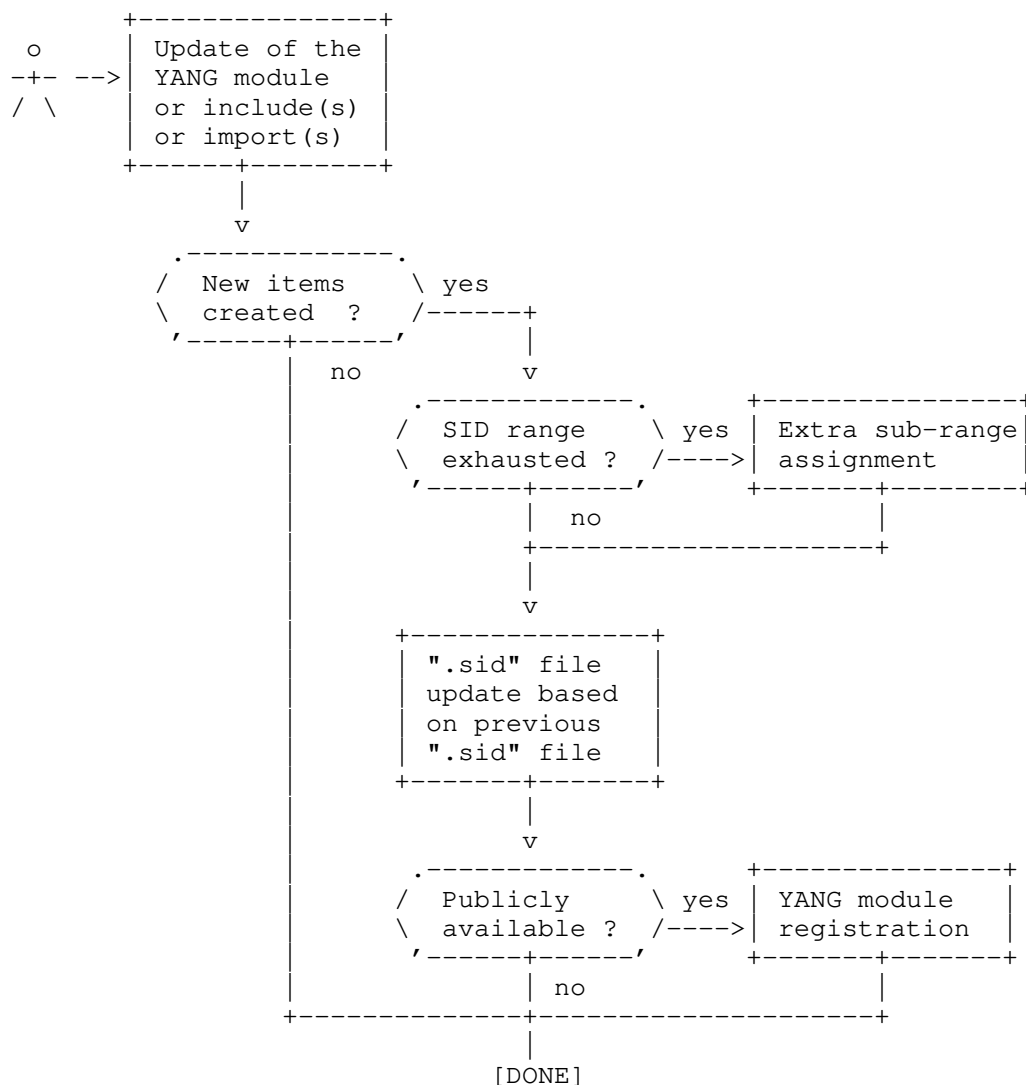 Update of the
YANG module
or include(s)
or import(s)
New items
created ?
yes
no
SID range
exhausted ?
yes
Extra sub-range
assignment
no
".sid" file
update based
on previous
".sid" file
Publicly
available ?
yes
YANG module
registration
no
[DONE]